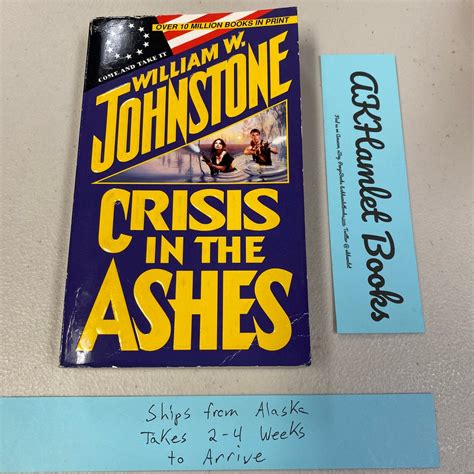 OVER 10 MILLION BOOKS IN PRINT
COME AND TAKE IT
WILLIAM W.
JOHNSTONE
CRISIS
IN THE
ASHES
AKHamlet Books
Ships from Alaska
Takes 2-4 Weeks
to Arrive